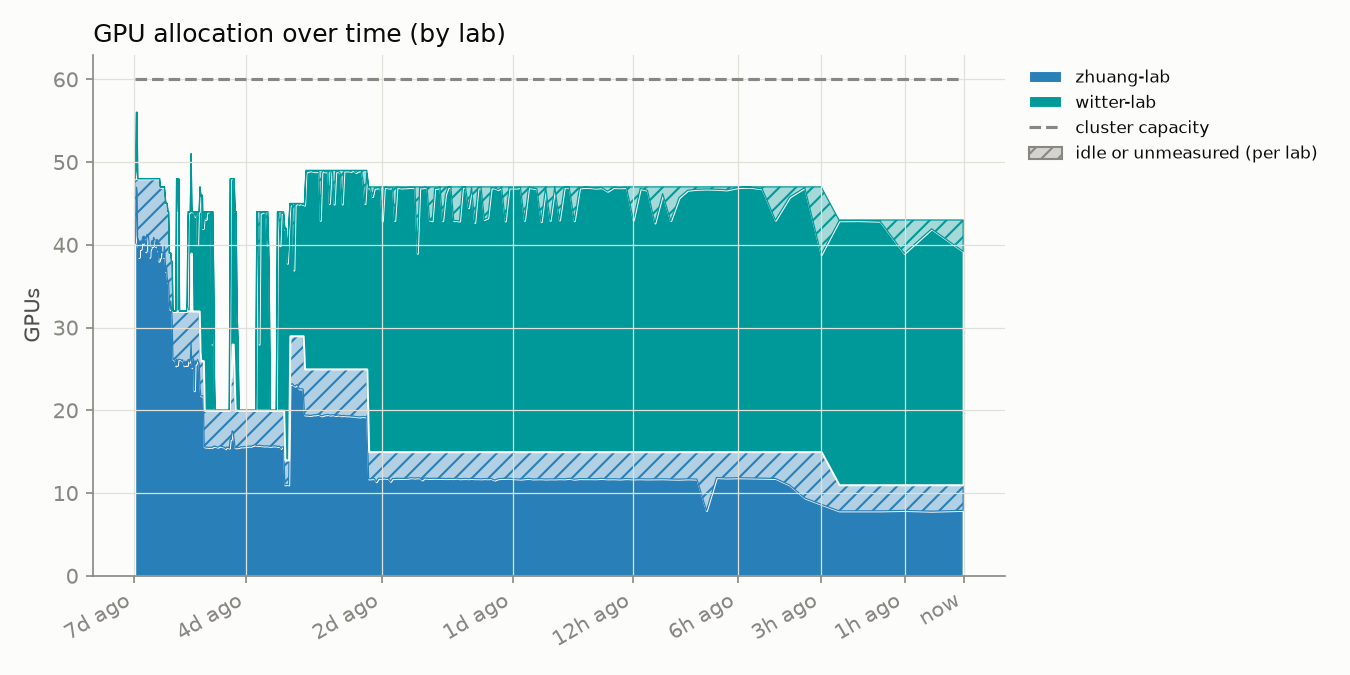 GPU allocation over time (by lab)
GPUs
60
50
40
30
20
10
0
7d ago
4d ago
2d ago
1d ago
12h ago
6h ago
3h ago
1h ago
now
zhuang-lab
witter-lab
cluster capacity
idle or unmeasured (per lab)